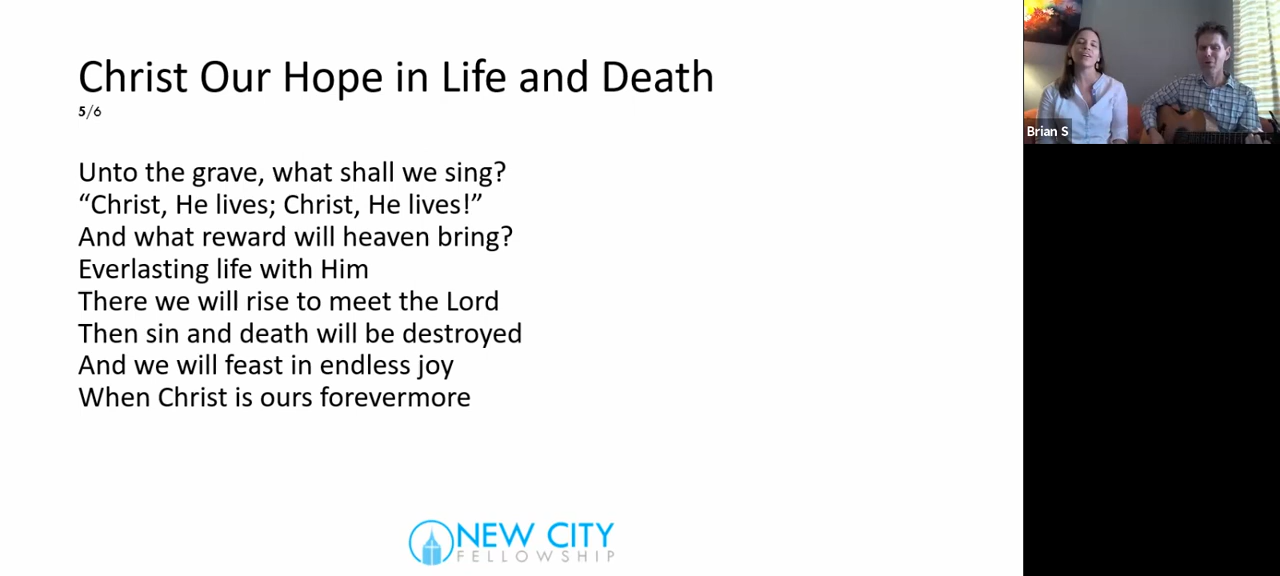 Christ Our Hope in Life and Death
5/6
Unto the grave, what shall we sing?
“Christ, He lives; Christ, He lives!”
And what reward will heaven bring?
Everlasting life with Him
There we will rise to meet the Lord
Then sin and death will be destroyed
And we will feast in endless joy
When Christ is ours forevermore
NEW CITY
FELLOWSHIP
Brian S